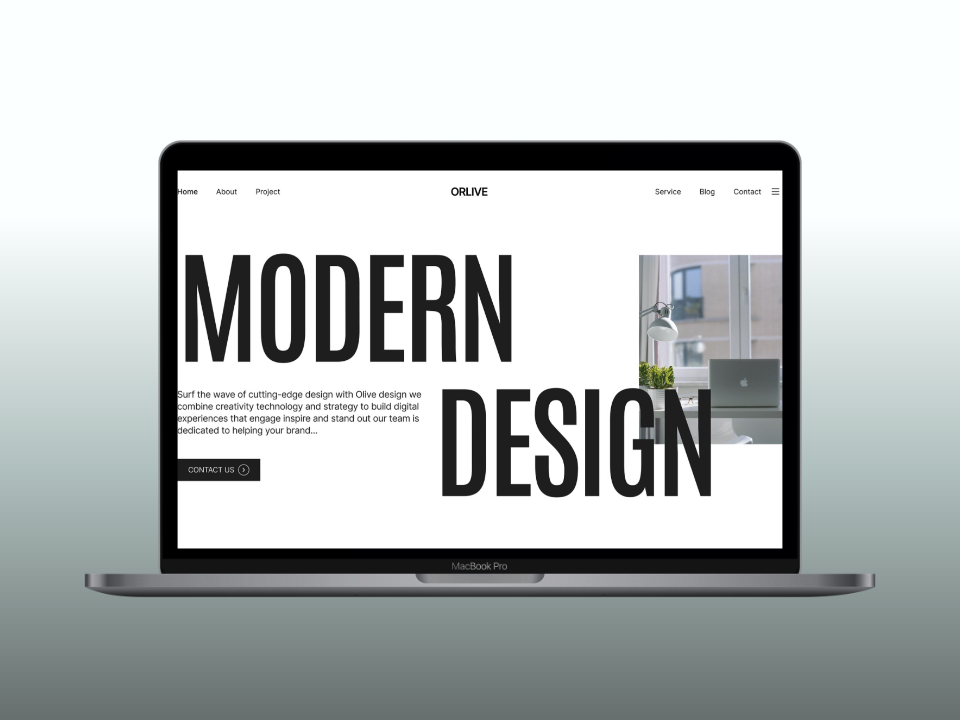 Home About Project ORLIVE Service Blog Contact
MODERN
Surf the wave of cutting-edge design with Olive design we
combine creativity technology and strategy to build digital
experiences that engage inspire and stand out our team is
dedicated to helping your brand...
DESIGN
CONTACT US
MacBook Pro